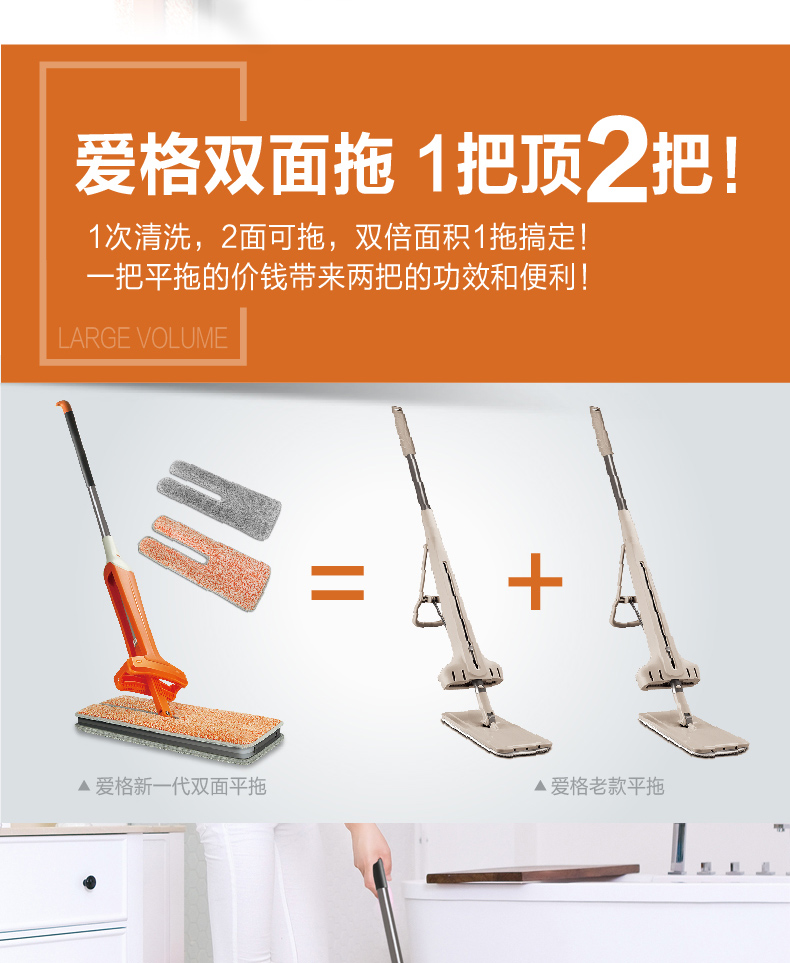 爱格双面拖 1把顶2把!
1次清洗，2面可拖，双倍面积1拖搞定!
一把平拖的价钱带来两把的功效和便利!
LARGE VOLUME
=
+
▲ 爱格新一代双面平拖
▲ 爱格老款平拖